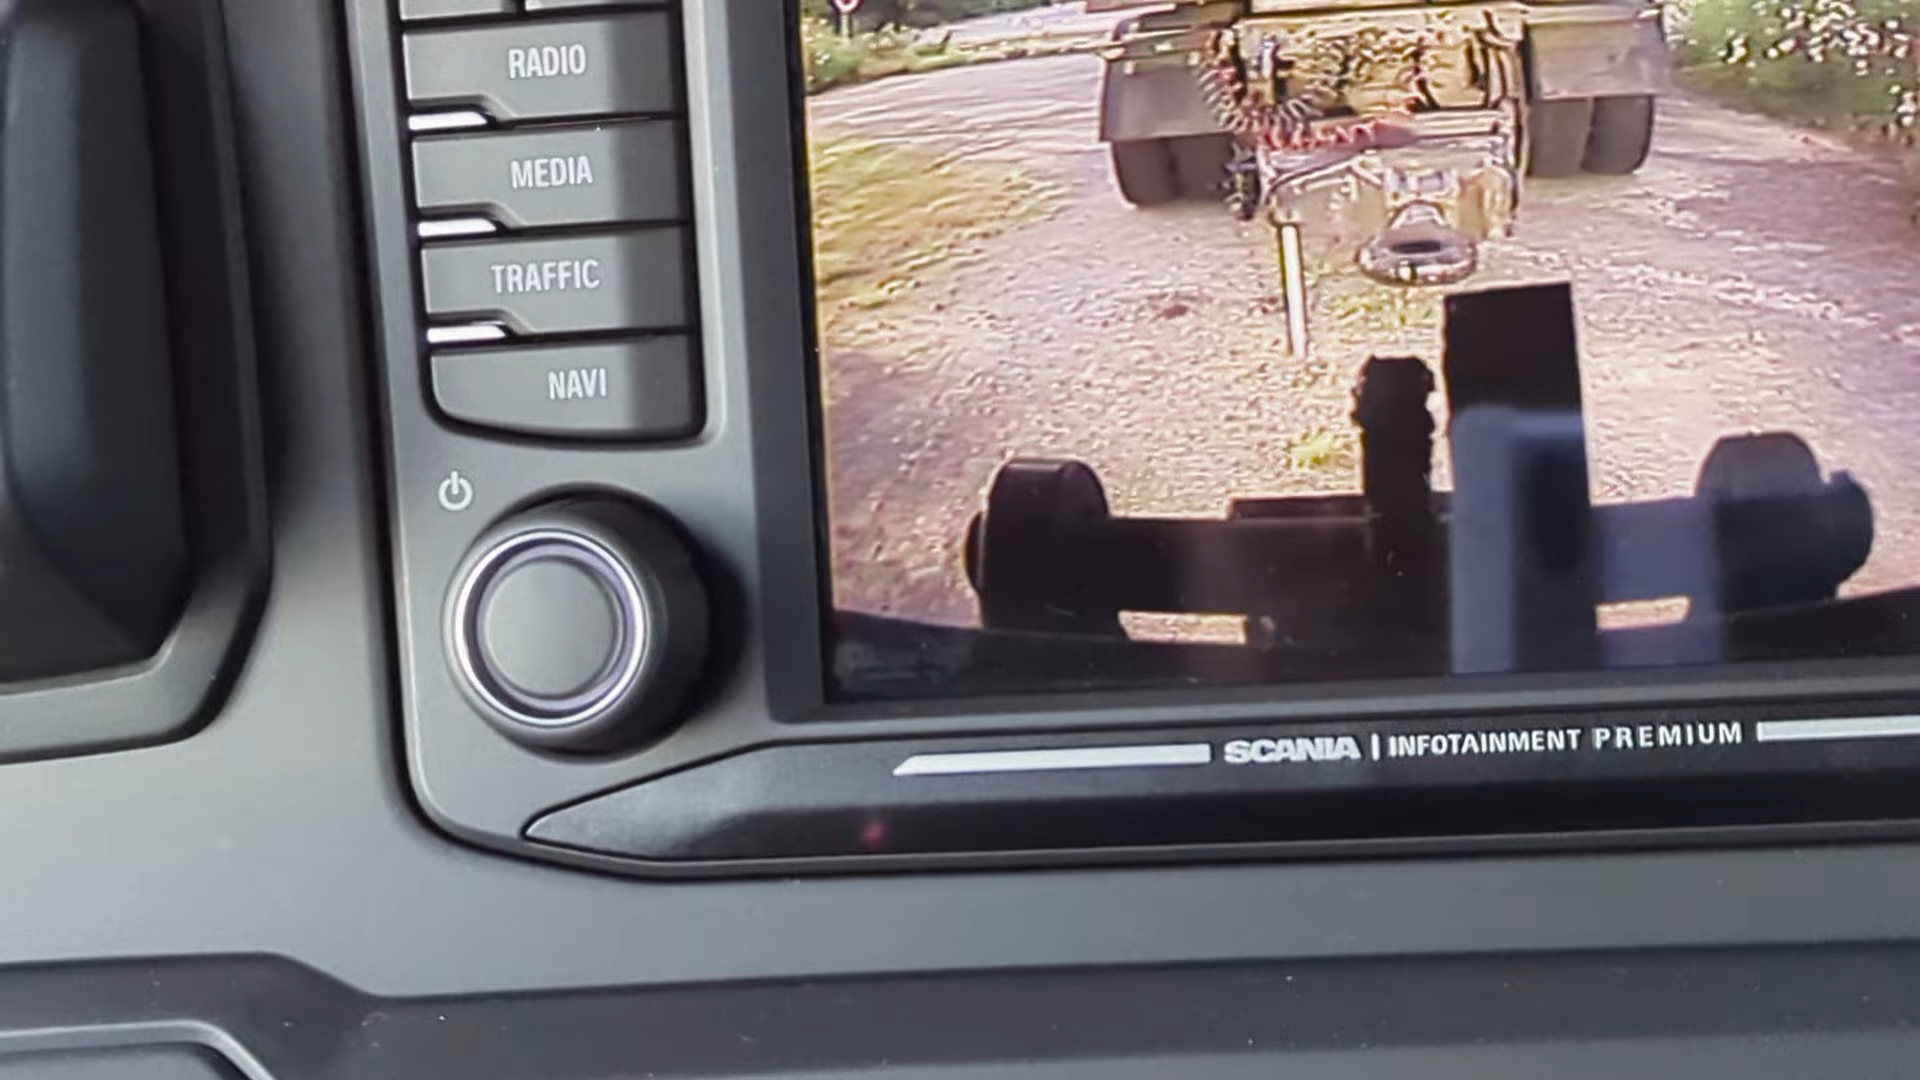 RADIO
MEDIA
TRAFFIC
NAVI
SCANIA | INFOTAINMENT PREMIUM